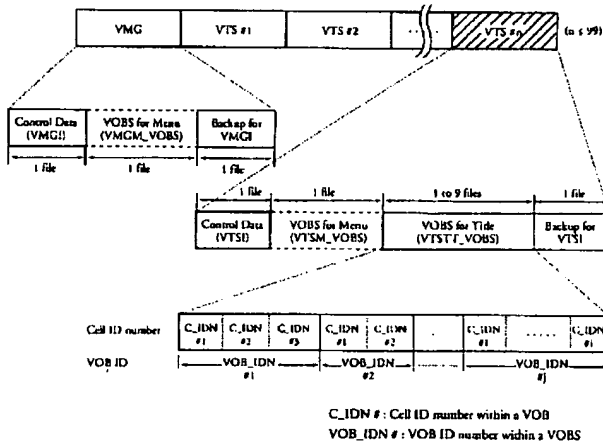 VMG VTS #1 VTS #2 ..... VTS #n (n ≤ 99)
Control Data (VMGI) VOBS for Menu (VMGM_VOBS) Backup for VMGI
1 file 1 file 1 file
1 file 1 file 1 to 9 files 1 file
Control Data (VTSI) VOBS for Menu (VTSM_VOBS) VOBS for Title (VTSTT_VOBS) Backup for VTSI
Cell ID number C_IDN #1 C_IDN #2 C_IDN #3 C_IDN #1 C_IDN #2 . C_IDN #1 ..... C_IDN #i
VOB ID VOB_IDN #1 VOB_IDN #2 ....... VOB_IDN #j
C_IDN # : Cell ID number within a VOB
VOB_IDN # : VOB ID number within a VOBS